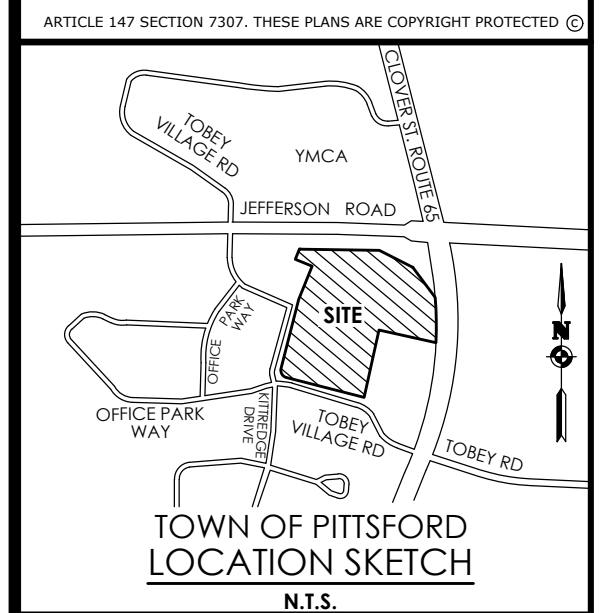 ARTICLE 147 SECTION 7307. THESE PLANS ARE COPYRIGHT PROTECTED ©
CLOVER ST. ROUTE 65
TOBEY
VILLAGE RD
YMCA
JEFFERSON ROAD
SITE
PARK
WAY
OFFICE
N
OFFICE PARK
WAY
KITTREDGE
DRIVE
TOBEY
VILLAGE RD
TOBEY RD
TOWN OF PITTSFORD
LOCATION SKETCH
N.T.S.